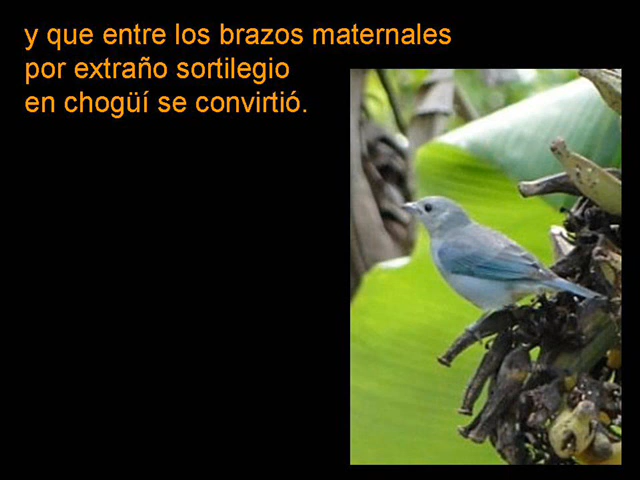 y que entre los brazos maternales
por extraño sortilegio
en chogüí se convirtió.